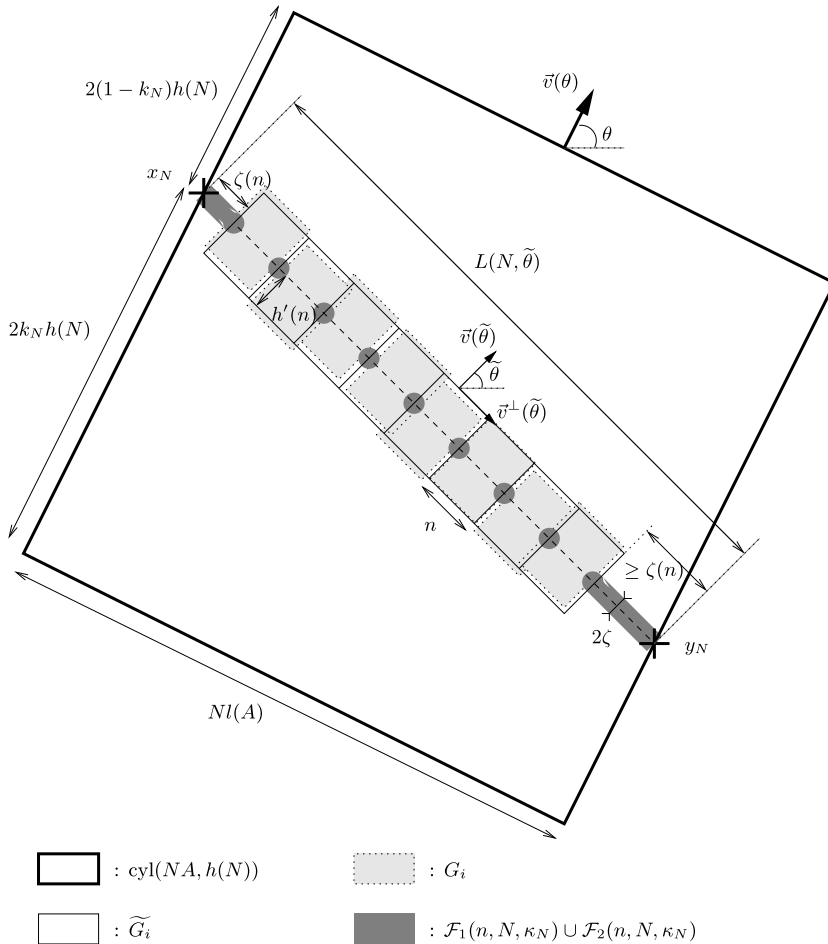 2(1 − k_N)h(N)
v⃗(θ)
θ
x_N
ζ(n)
L(N, θ̃)
2k_N h(N)
h′(n)
v⃗(θ̃)
θ̃
v⃗^⊥(θ̃)
n
≥ ζ(n)
2ζ
y_N
Nl(A)
: cyl(NA, h(N))
: G_i
: G̃_i
: ℱ_1(n, N, κ_N) ∪ ℱ_2(n, N, κ_N)